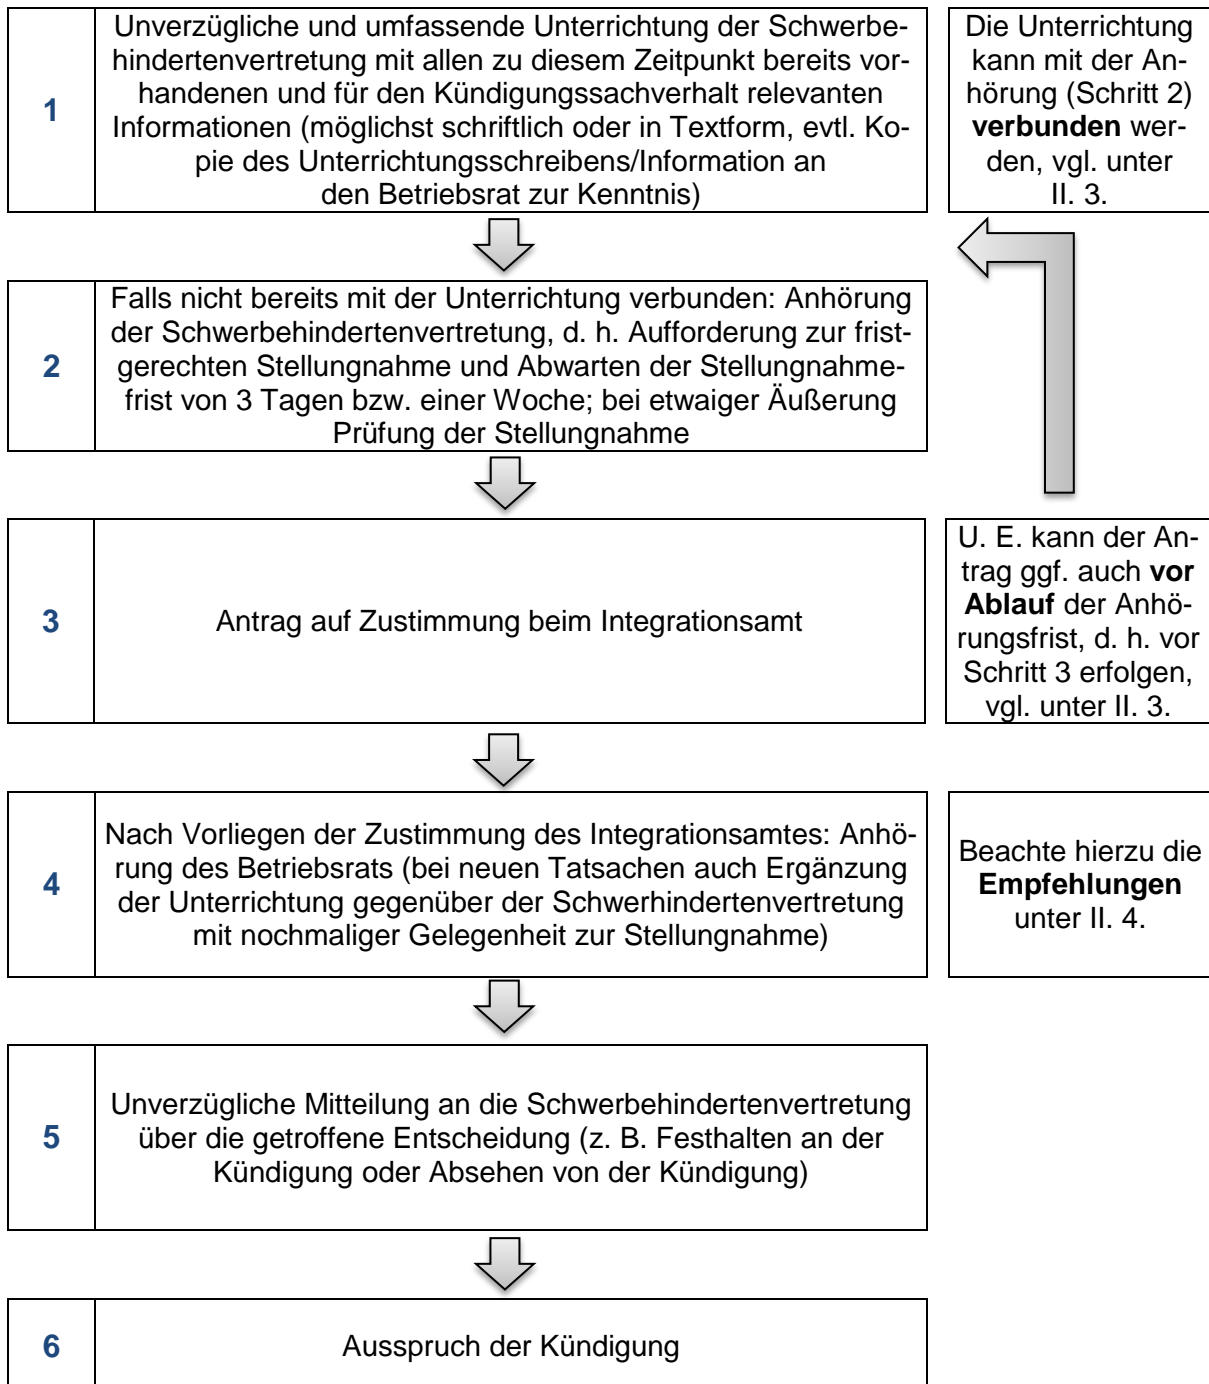 1
Unverzügliche und umfassende Unterrichtung der Schwerbe-
hindertenvertretung mit allen zu diesem Zeitpunkt bereits vor-
handenen und für den Kündigungssachverhalt relevanten
Informationen (möglichst schriftlich oder in Textform, evtl. Ko-
pie des Unterrichtungsschreibens/Information an
den Betriebsrat zur Kenntnis)
Die Unterrichtung
kann mit der An-
hörung (Schritt 2)
verbunden wer-
den, vgl. unter
II. 3.
2
Falls nicht bereits mit der Unterrichtung verbunden: Anhörung
der Schwerbehindertenvertretung, d. h. Aufforderung zur frist-
gerechten Stellungnahme und Abwarten der Stellungnahme-
frist von 3 Tagen bzw. einer Woche; bei etwaiger Äußerung
Prüfung der Stellungnahme
3
Antrag auf Zustimmung beim Integrationsamt
U. E. kann der An-
trag ggf. auch vor
Ablauf der Anhö-
rungsfrist, d. h. vor
Schritt 3 erfolgen,
vgl. unter II. 3.
4
Nach Vorliegen der Zustimmung des Integrationsamtes: Anhö-
rung des Betriebsrats (bei neuen Tatsachen auch Ergänzung
der Unterrichtung gegenüber der Schwerhindertenvertretung
mit nochmaliger Gelegenheit zur Stellungnahme)
Beachte hierzu die
Empfehlungen
unter II. 4.
5
Unverzügliche Mitteilung an die Schwerbehindertenvertretung
über die getroffene Entscheidung (z. B. Festhalten an der
Kündigung oder Absehen von der Kündigung)
6
Ausspruch der Kündigung